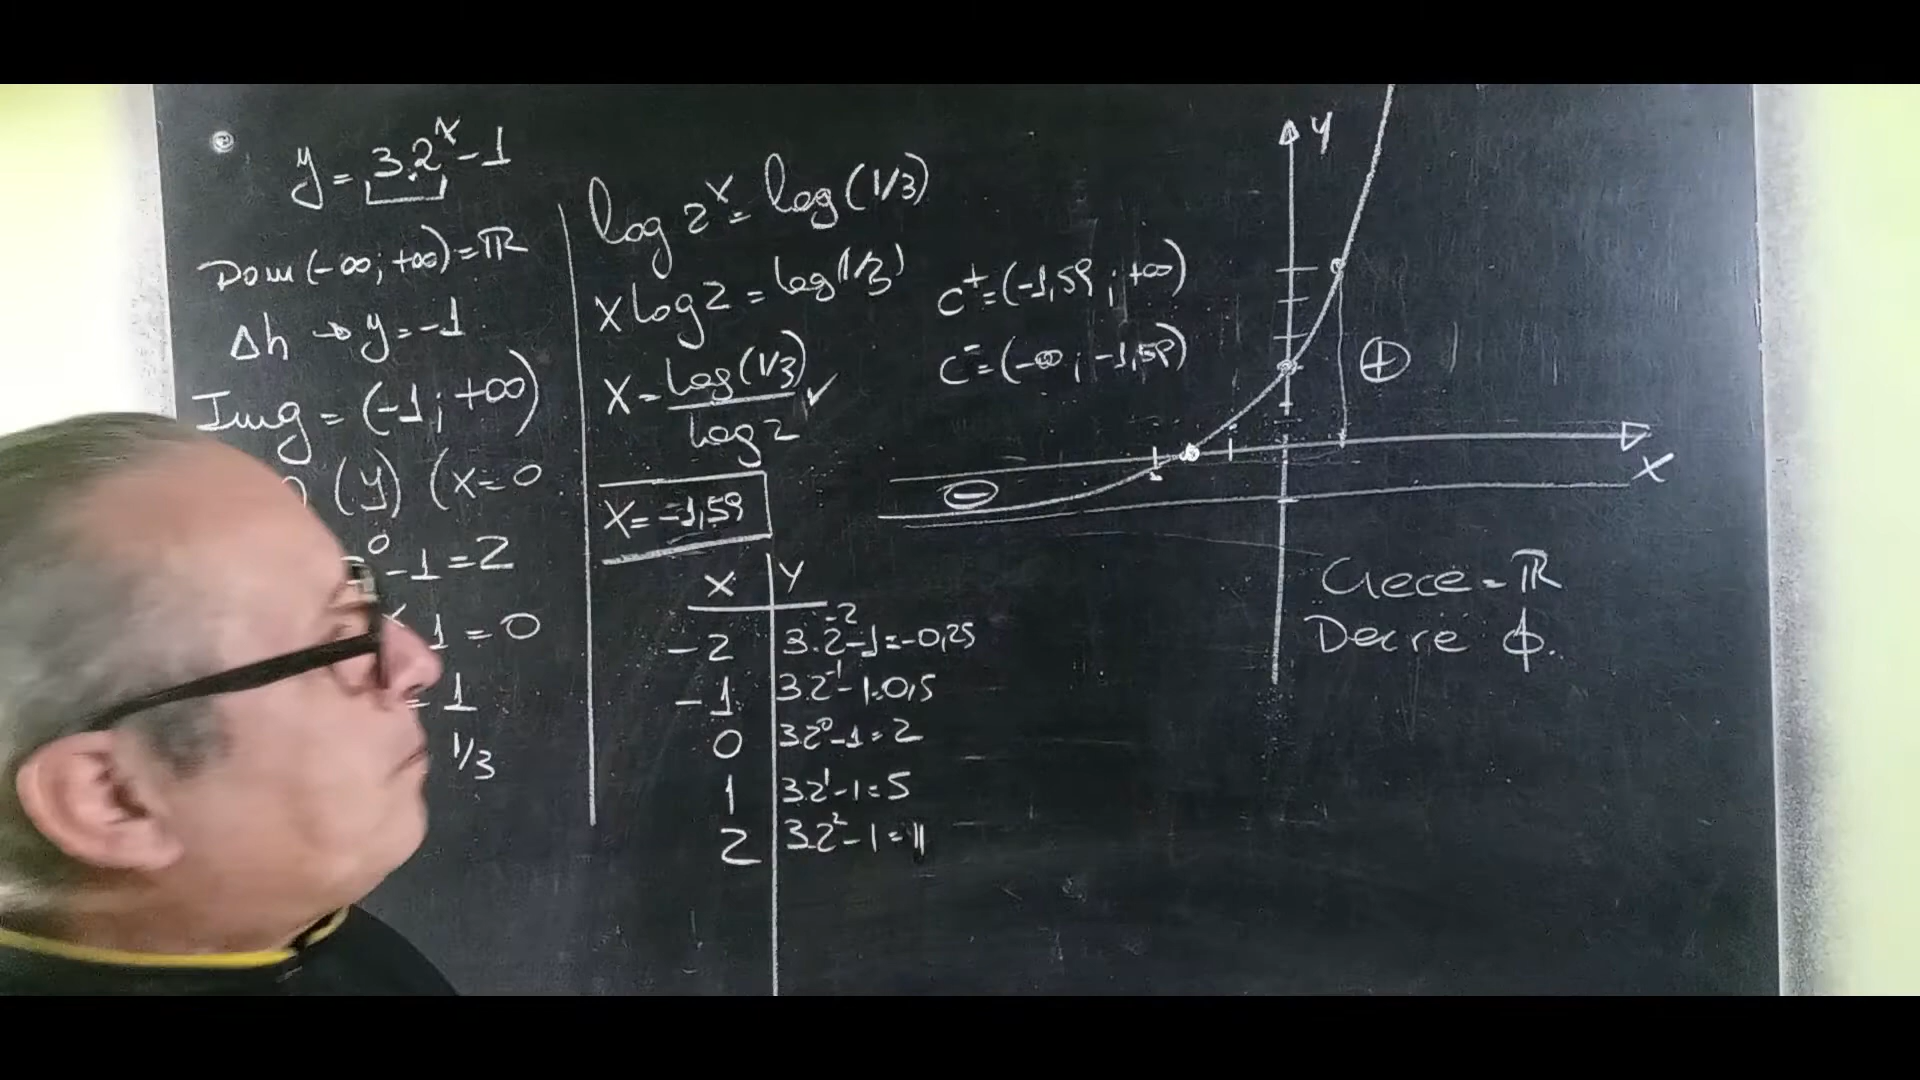 y = 3.2^x - 1
Dom (-∞; +∞) = ℝ
Δh → y = -1
Img = (-1; +∞)
(y) (x = 0
0 - 1 = 2
x 1 = 0
= 1
1/3
log 2^x = log (1/3)
x log 2 = log (1/3)
x = log (1/3) / log 2 ✓
x = -1,59
x | y
-2 | 3.2^-2 - 1 = -0,25
-1 | 3.2^-1 - 1 = 0,5
0 | 3.2^0 - 1 = 2
1 | 3.2^1 - 1 = 5
2 | 3.2^2 - 1 = 11
C+ = (-1,59 ; +∞)
C- = (-∞ ; -1,59)
y
+
-
x
Crece = ℝ
Decre ϕ.